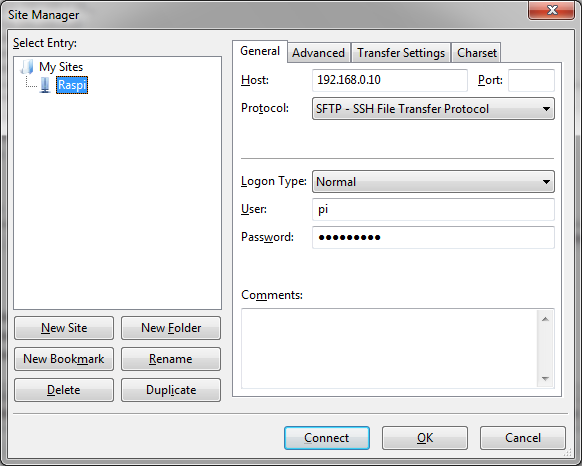 Site Manager
Select Entry:
My Sites
Raspi
New Site
New Folder
New Bookmark
Rename
Delete
Duplicate
General
Advanced
Transfer Settings
Charset
Host:
192.168.0.10
Port:
Protocol:
SFTP - SSH File Transfer Protocol
Logon Type:
Normal
User:
pi
Password:
●●●●●●●●●
Comments:
Connect
OK
Cancel